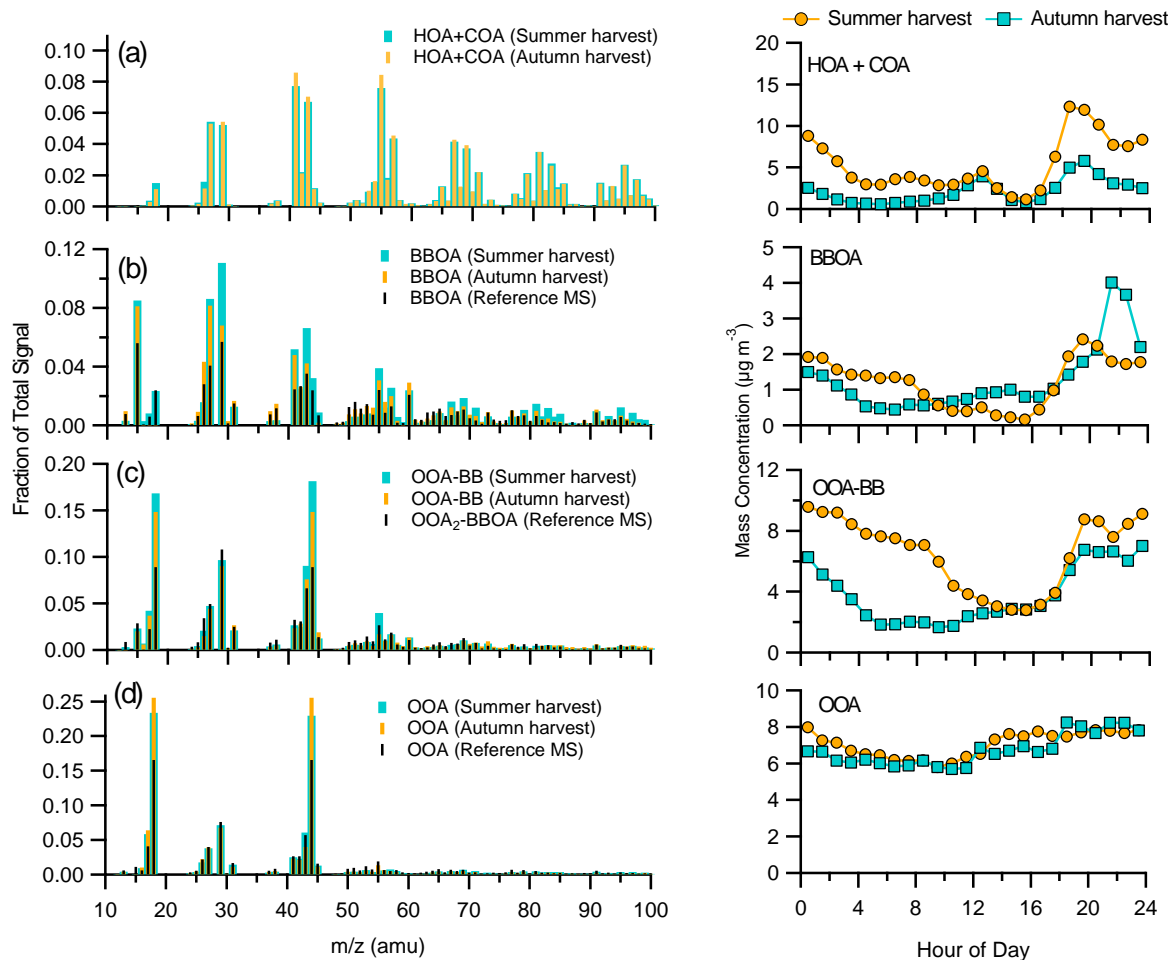 Summer harvest Autumn harvest
(a)
HOA+COA (Summer harvest)
HOA+COA (Autumn harvest)
0.10
0.08
0.06
0.04
0.02
0.00
HOA + COA
20
15
10
5
0
(b)
BBOA (Summer harvest)
BBOA (Autumn harvest)
BBOA (Reference MS)
0.12
0.08
0.04
0.00
BBOA
5
4
3
2
1
0
(c)
OOA-BB (Summer harvest)
OOA-BB (Autumn harvest)
OOA₂-BBOA (Reference MS)
0.20
0.15
0.10
0.05
0.00
OOA-BB
12
8
4
0
(d)
OOA (Summer harvest)
OOA (Autumn harvest)
OOA (Reference MS)
0.25
0.20
0.15
0.10
0.05
0.00
OOA
10
8
6
4
2
0
Fraction of Total Signal
Mass Concentration (µg m⁻³)
10 20 30 40 50 60 70 80 90 100
m/z (amu)
0 4 8 12 16 20 24
Hour of Day